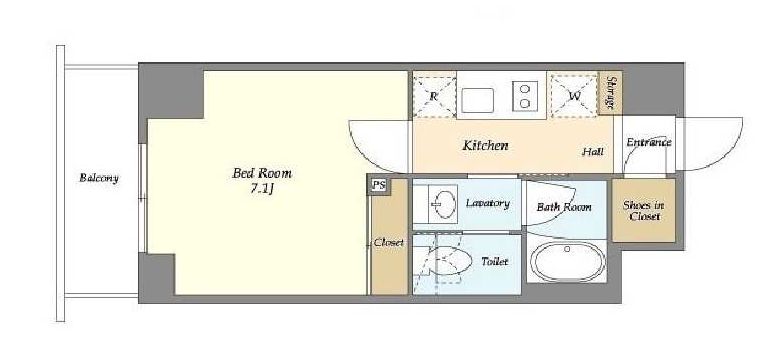 R
W
Storage
Kitchen
Hall
Entrance
Bed Room
7.1J
Balcony
PS
Lavatory
Bath Room
Shoes in
Closet
Closet
Toilet